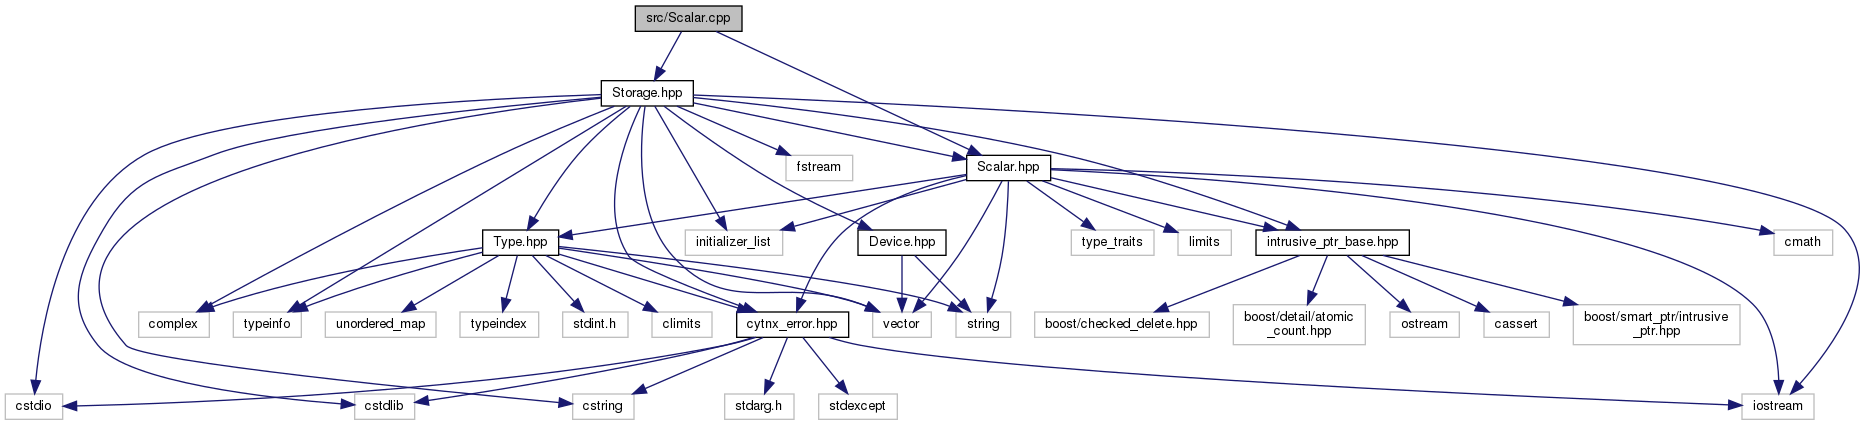 src/Scalar.cpp
Storage.hpp
fstream
Scalar.hpp
Type.hpp
initializer_list
Device.hpp
type_traits
limits
intrusive_ptr_base.hpp
cmath
complex
typeinfo
unordered_map
typeindex
stdint.h
climits
cytnx_error.hpp
vector
string
boost/checked_delete.hpp
boost/detail/atomic
_count.hpp
ostream
cassert
boost/smart_ptr/intrusive
_ptr.hpp
cstdio
cstdlib
cstring
stdarg.h
stdexcept
iostream